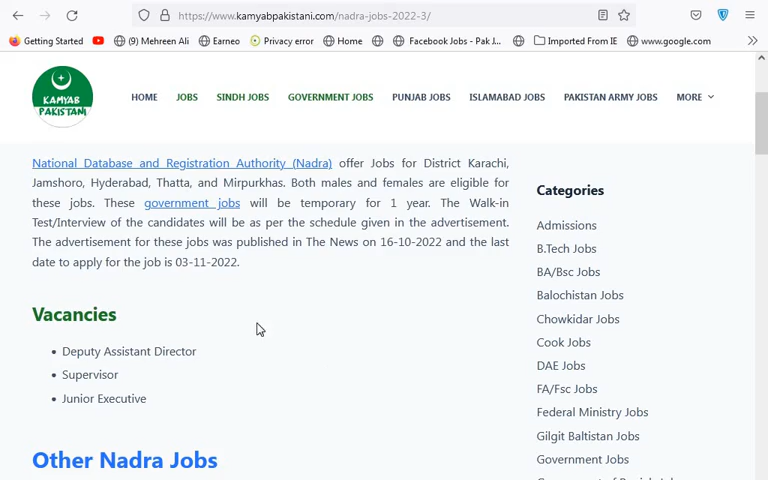 https://www.kamyabpakistani.com/nadra-jobs-2022-3/
Getting Started (9) Mehreen Ali Earneo Privacy error Home Facebook Jobs - Pak J... Imported From IE www.google.com
KAMYAB
PAKISTANI
HOME JOBS SINDH JOBS GOVERNMENT JOBS PUNJAB JOBS ISLAMABAD JOBS PAKISTAN ARMY JOBS MORE
National Database and Registration Authority (Nadra) offer Jobs for District Karachi,
Jamshoro, Hyderabad, Thatta, and Mirpurkhas. Both males and females are eligible for
these jobs. These government jobs will be temporary for 1 year. The Walk-in
Test/Interview of the candidates will be as per the schedule given in the advertisement.
The advertisement for these jobs was published in The News on 16-10-2022 and the last
date to apply for the job is 03-11-2022.
Vacancies
• Deputy Assistant Director
• Supervisor
• Junior Executive
Other Nadra Jobs
Categories
Admissions
B.Tech Jobs
BA/Bsc Jobs
Balochistan Jobs
Chowkidar Jobs
Cook Jobs
DAE Jobs
FA/Fsc Jobs
Federal Ministry Jobs
Gilgit Baltistan Jobs
Government Jobs